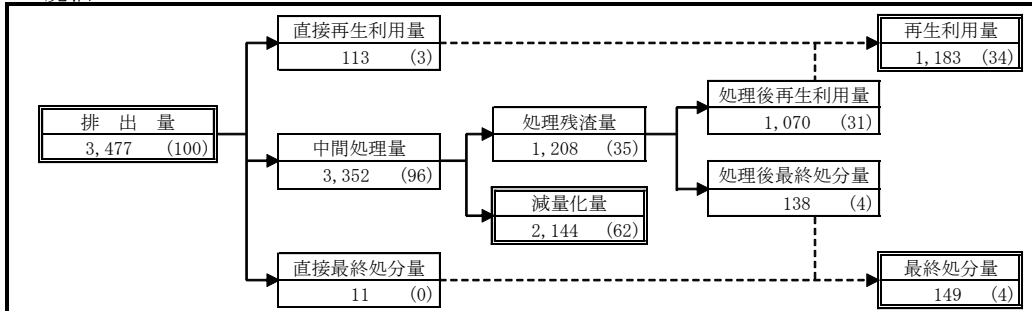 直接再生利用量
113 (3)
再生利用量
1,183 (34)
排 出 量
3,477 (100)
中間処理量
3,352 (96)
処理残渣量
1,208 (35)
処理後再生利用量
1,070 (31)
処理後最終処分量
138 (4)
減量化量
2,144 (62)
直接最終処分量
11 (0)
最終処分量
149 (4)